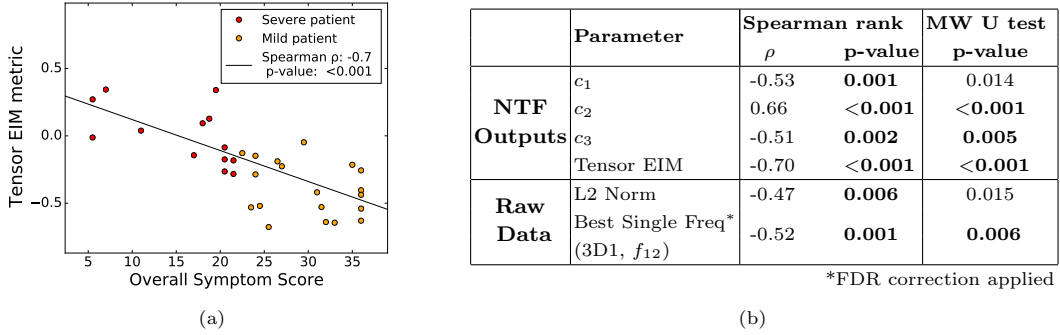 Severe patient
Mild patient
Spearman ρ: -0.7
p-value: <0.001
Tensor EIM metric
0.5
0.0
−0.5
5 10 15 20 25 30 35
Overall Symptom Score
(a)
Parameter Spearman rank MW U test
ρ p-value p-value
NTF Outputs
c1 -0.53 0.001 0.014
c2 0.66 <0.001 <0.001
c3 -0.51 0.002 0.005
Tensor EIM -0.70 <0.001 <0.001
Raw Data
L2 Norm -0.47 0.006 0.015
Best Single Freq* -0.52 0.001 0.006
(3D1, f12)
*FDR correction applied
(b)